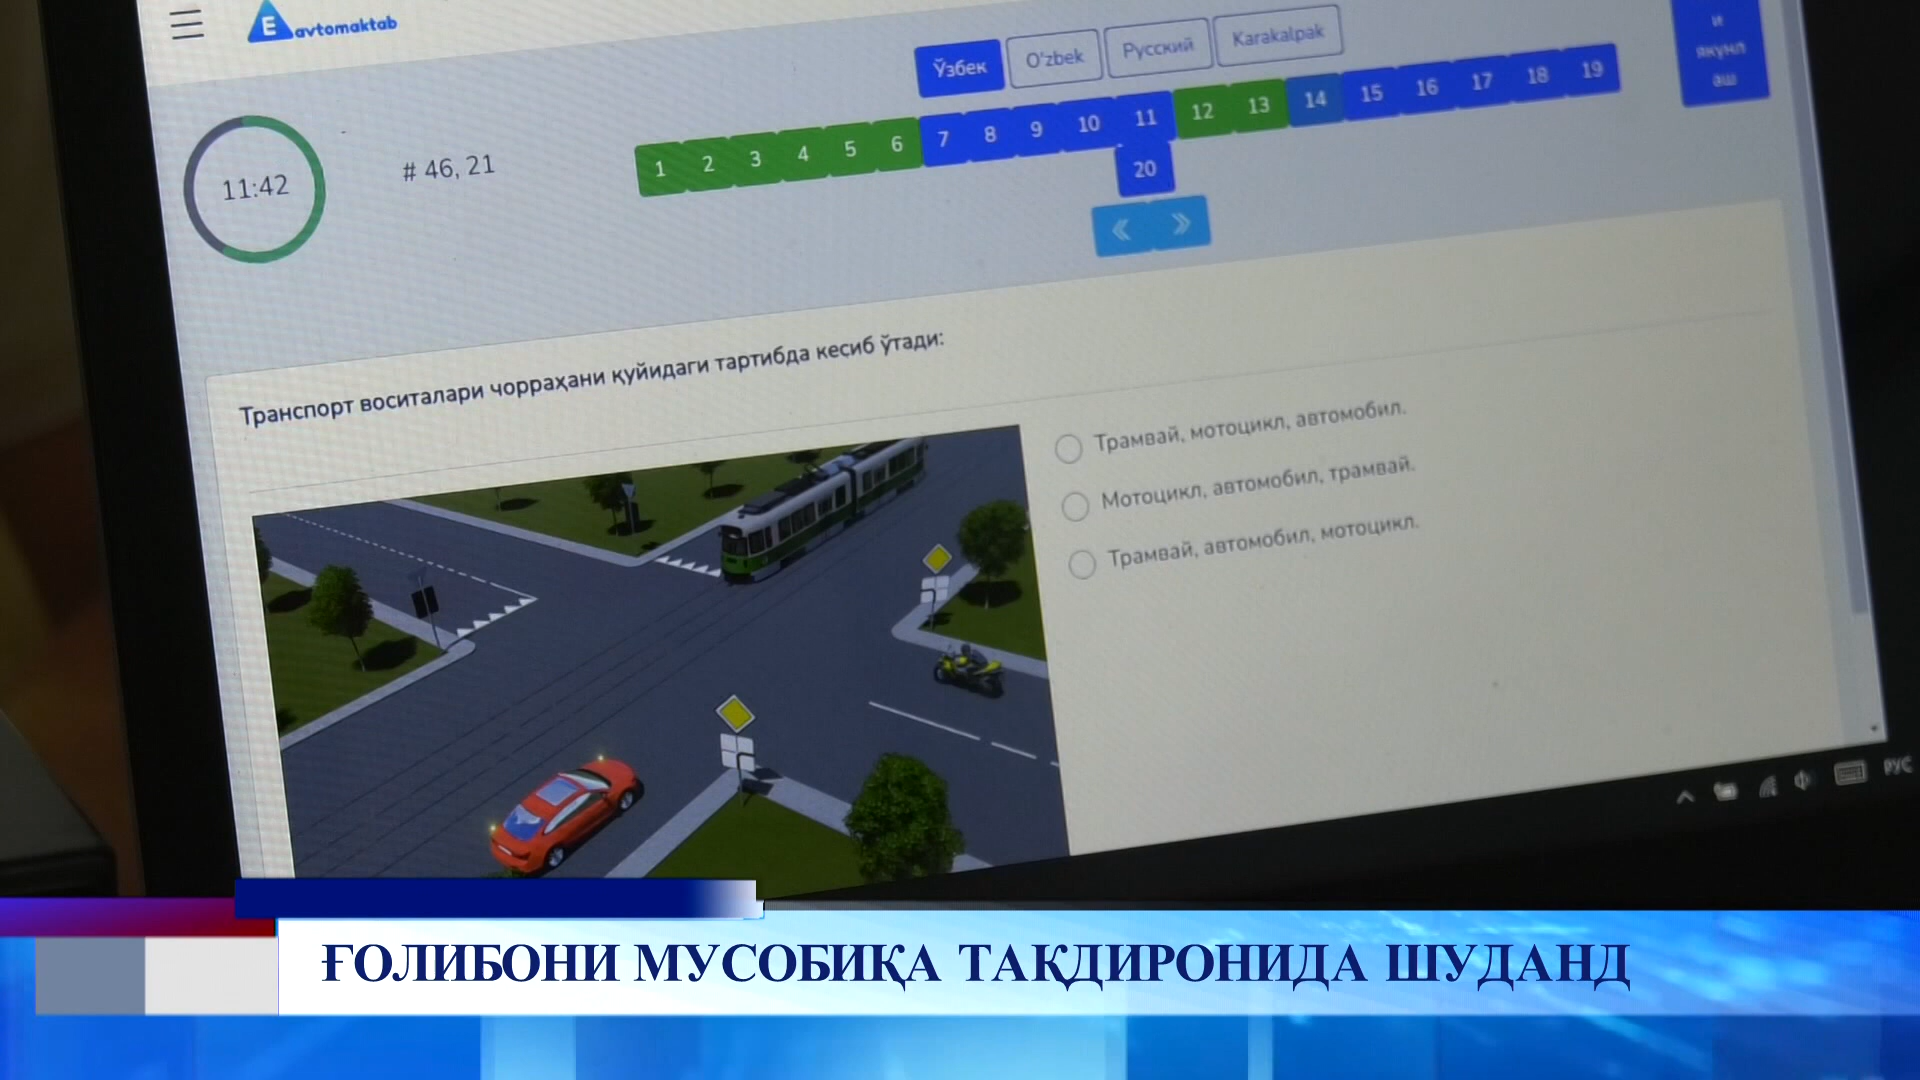 E avtomaktab
Ўзбек O'zbek Русский Karakalpak
и
якунл
аш
11:42
# 46, 21
1 2 3 4 5 6 7 8 9 10 11 12 13 14 15 16 17 18 19
20
« »
Транспорт воситалари чорраҳани қуйидаги тартибда кесиб ўтади:
Трамвай, мотоцикл, автомобил.
Мотоцикл, автомобил, трамвай.
Трамвай, автомобил, мотоцикл.
РУС
ҒОЛИБОНИ МУСОБИҚА ТАҚДИРОНИДА ШУДАНД